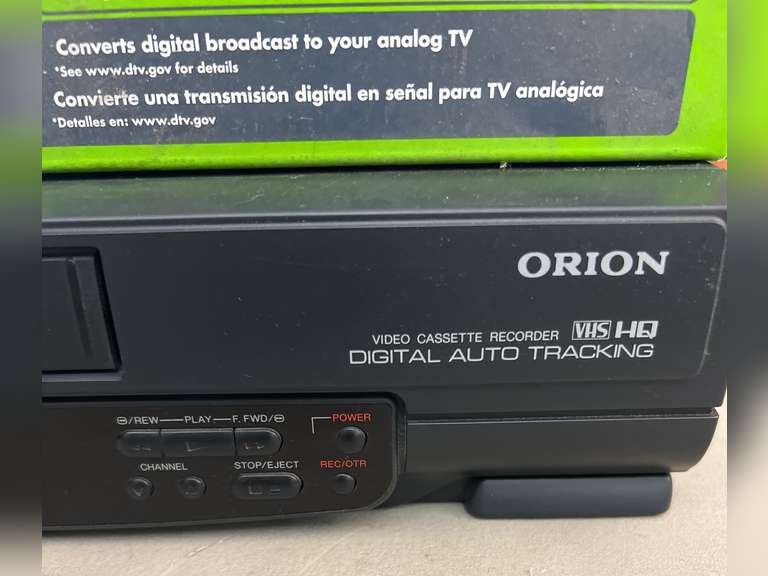 Converts digital broadcast to your analog TV
*See www.dtv.gov for details
Convierte una transmisión digital en señal para TV analógica
*Detalles en: www.dtv.gov
ORION
VIDEO CASSETTE RECORDER VHS HQ
DIGITAL AUTO TRACKING
/REW PLAY F.FWD/ POWER
CHANNEL STOP/EJECT REC/OTR